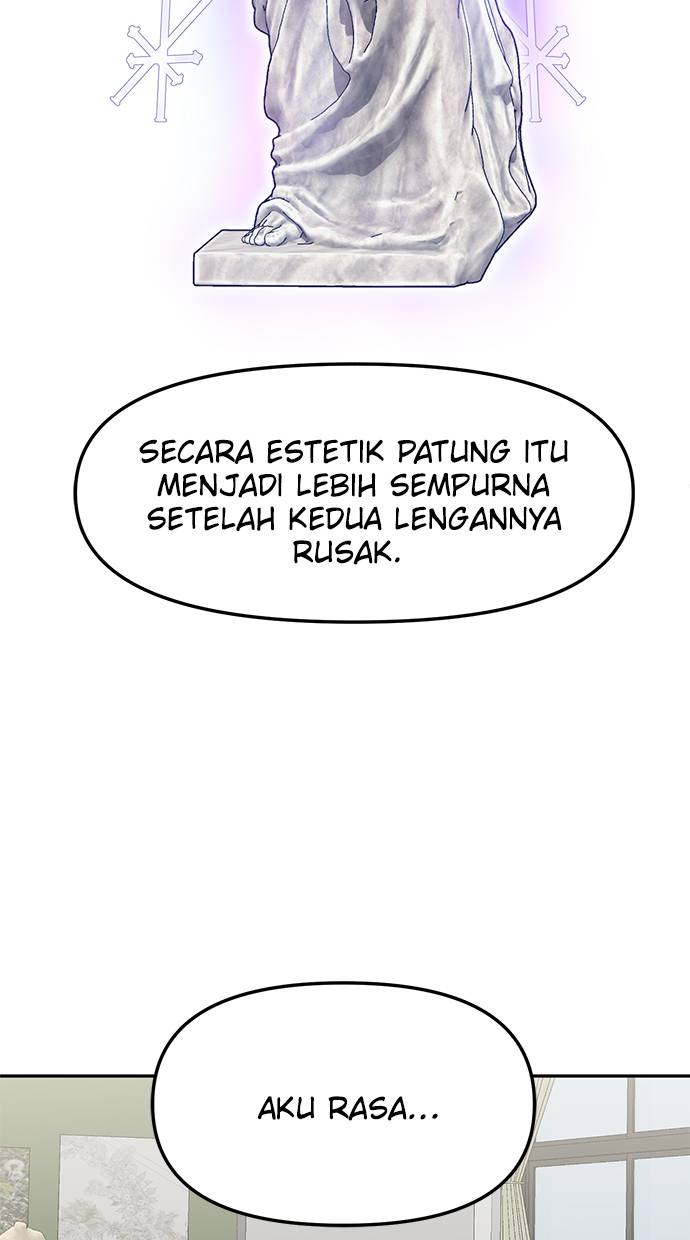 SECARA ESTETIK PATUNG ITU
MENJADI LEBIH SEMPURNA
SETELAH KEDUA LENGANNYA
RUSAK.
AKU RASA...